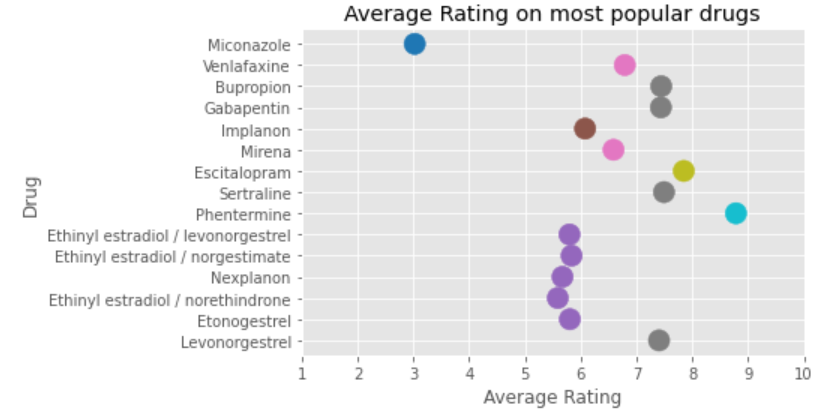 Average Rating on most popular drugs
Drug
Miconazole
Venlafaxine
Bupropion
Gabapentin
Implanon
Mirena
Escitalopram
Sertraline
Phentermine
Ethinyl estradiol / levonorgestrel
Ethinyl estradiol / norgestimate
Nexplanon
Ethinyl estradiol / norethindrone
Etonogestrel
Levonorgestrel
1 2 3 4 5 6 7 8 9 10
Average Rating